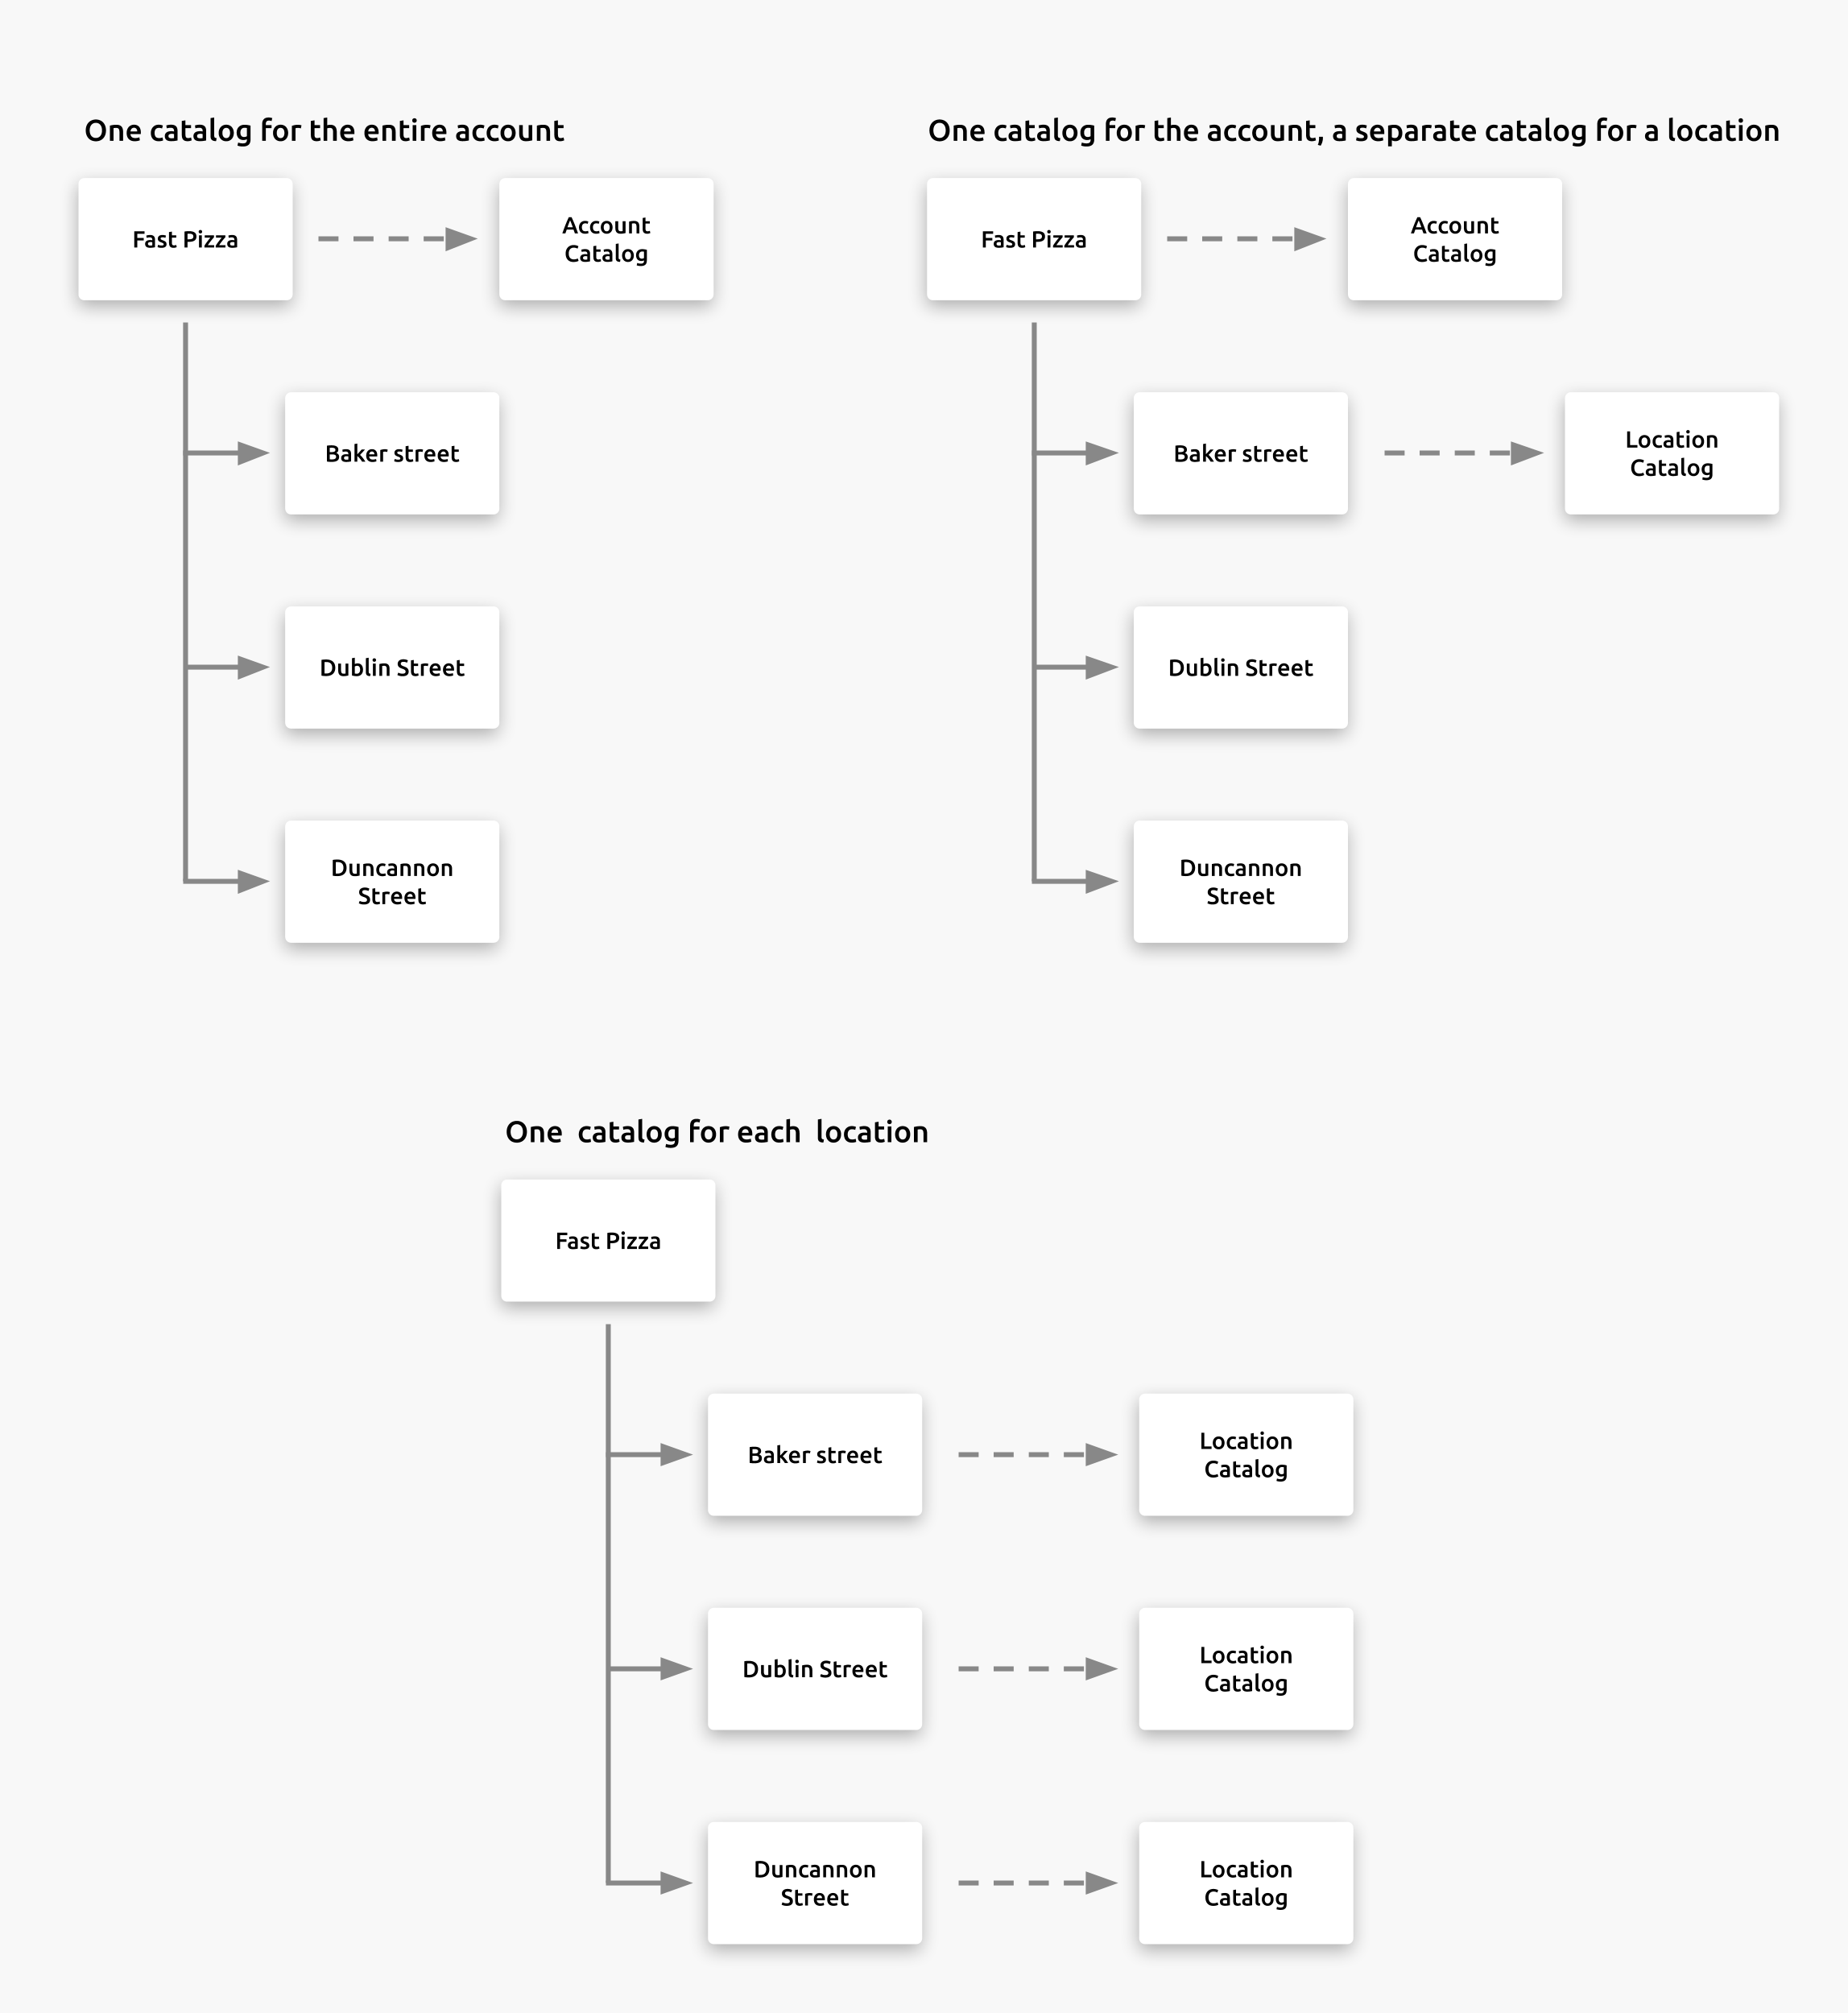 One catalog for the entire account
Fast Pizza
Account
Catalog
Baker street
Dublin Street
Duncannon
Street
One catalog for the account, a separate catalog for a location
Fast Pizza
Account
Catalog
Baker street
Location
Catalog
Dublin Street
Duncannon
Street
One catalog for each location
Fast Pizza
Baker street
Location
Catalog
Dublin Street
Location
Catalog
Duncannon
Street
Location
Catalog